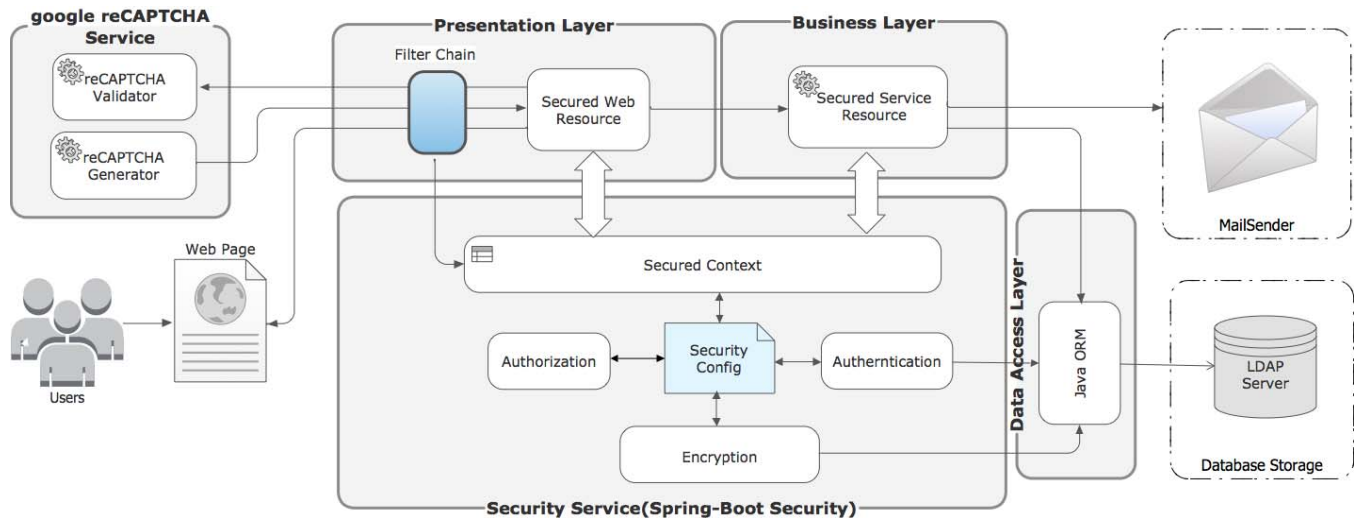 google reCAPTCHA
Service
reCAPTCHA
Validator
reCAPTCHA
Generator
Presentation Layer
Filter Chain
Secured Web
Resource
Business Layer
Secured Service
Resource
MailSender
Web Page
Users
Secured Context
Authorization
Security
Config
Autherntication
Encryption
Security Service(Spring-Boot Security)
Data Access Layer
Java ORM
LDAP
Server
Database Storage